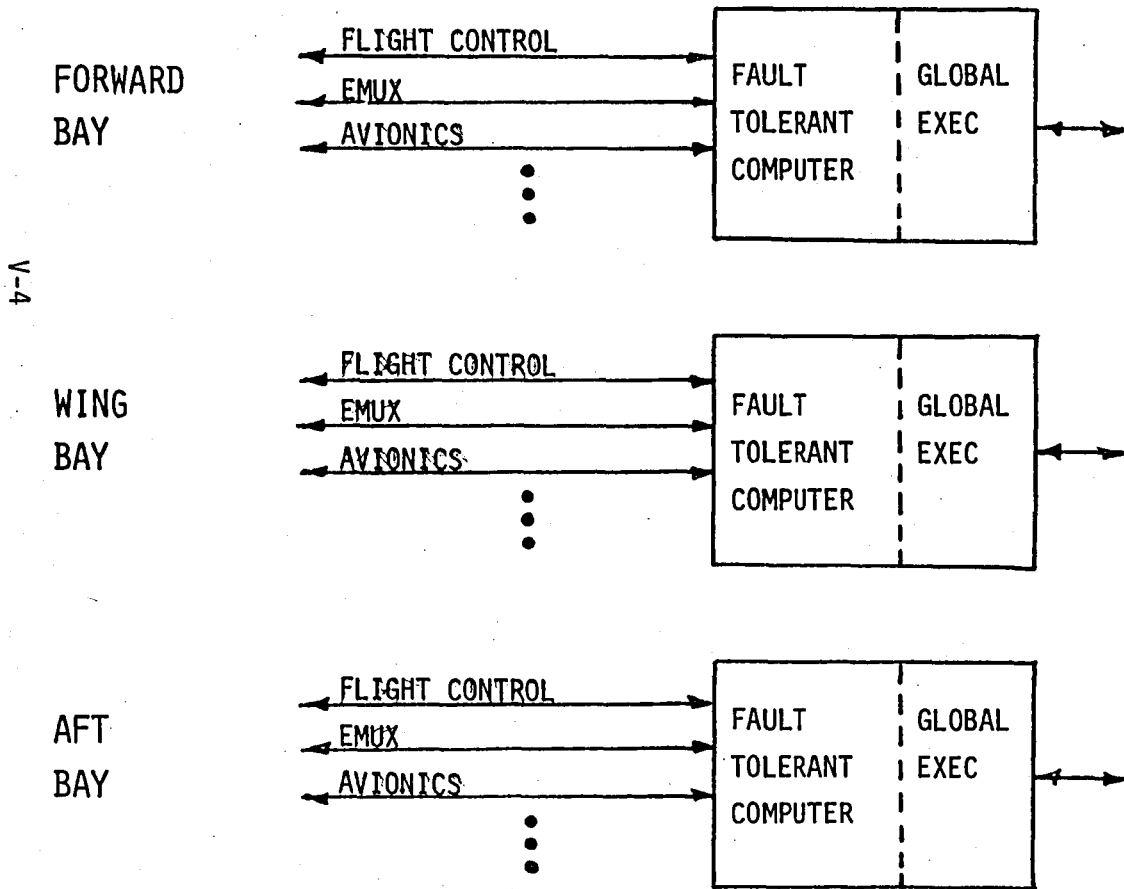 FORWARD
BAY
FLIGHT CONTROL
EMUX
AVIONICS
FAULT
TOLERANT
COMPUTER
GLOBAL
EXEC
V-4
WING
BAY
FLIGHT CONTROL
EMUX
AVIONICS
FAULT
TOLERANT
COMPUTER
GLOBAL
EXEC
AFT
BAY
FLIGHT CONTROL
EMUX
AVIONICS
FAULT
TOLERANT
COMPUTER
GLOBAL
EXEC